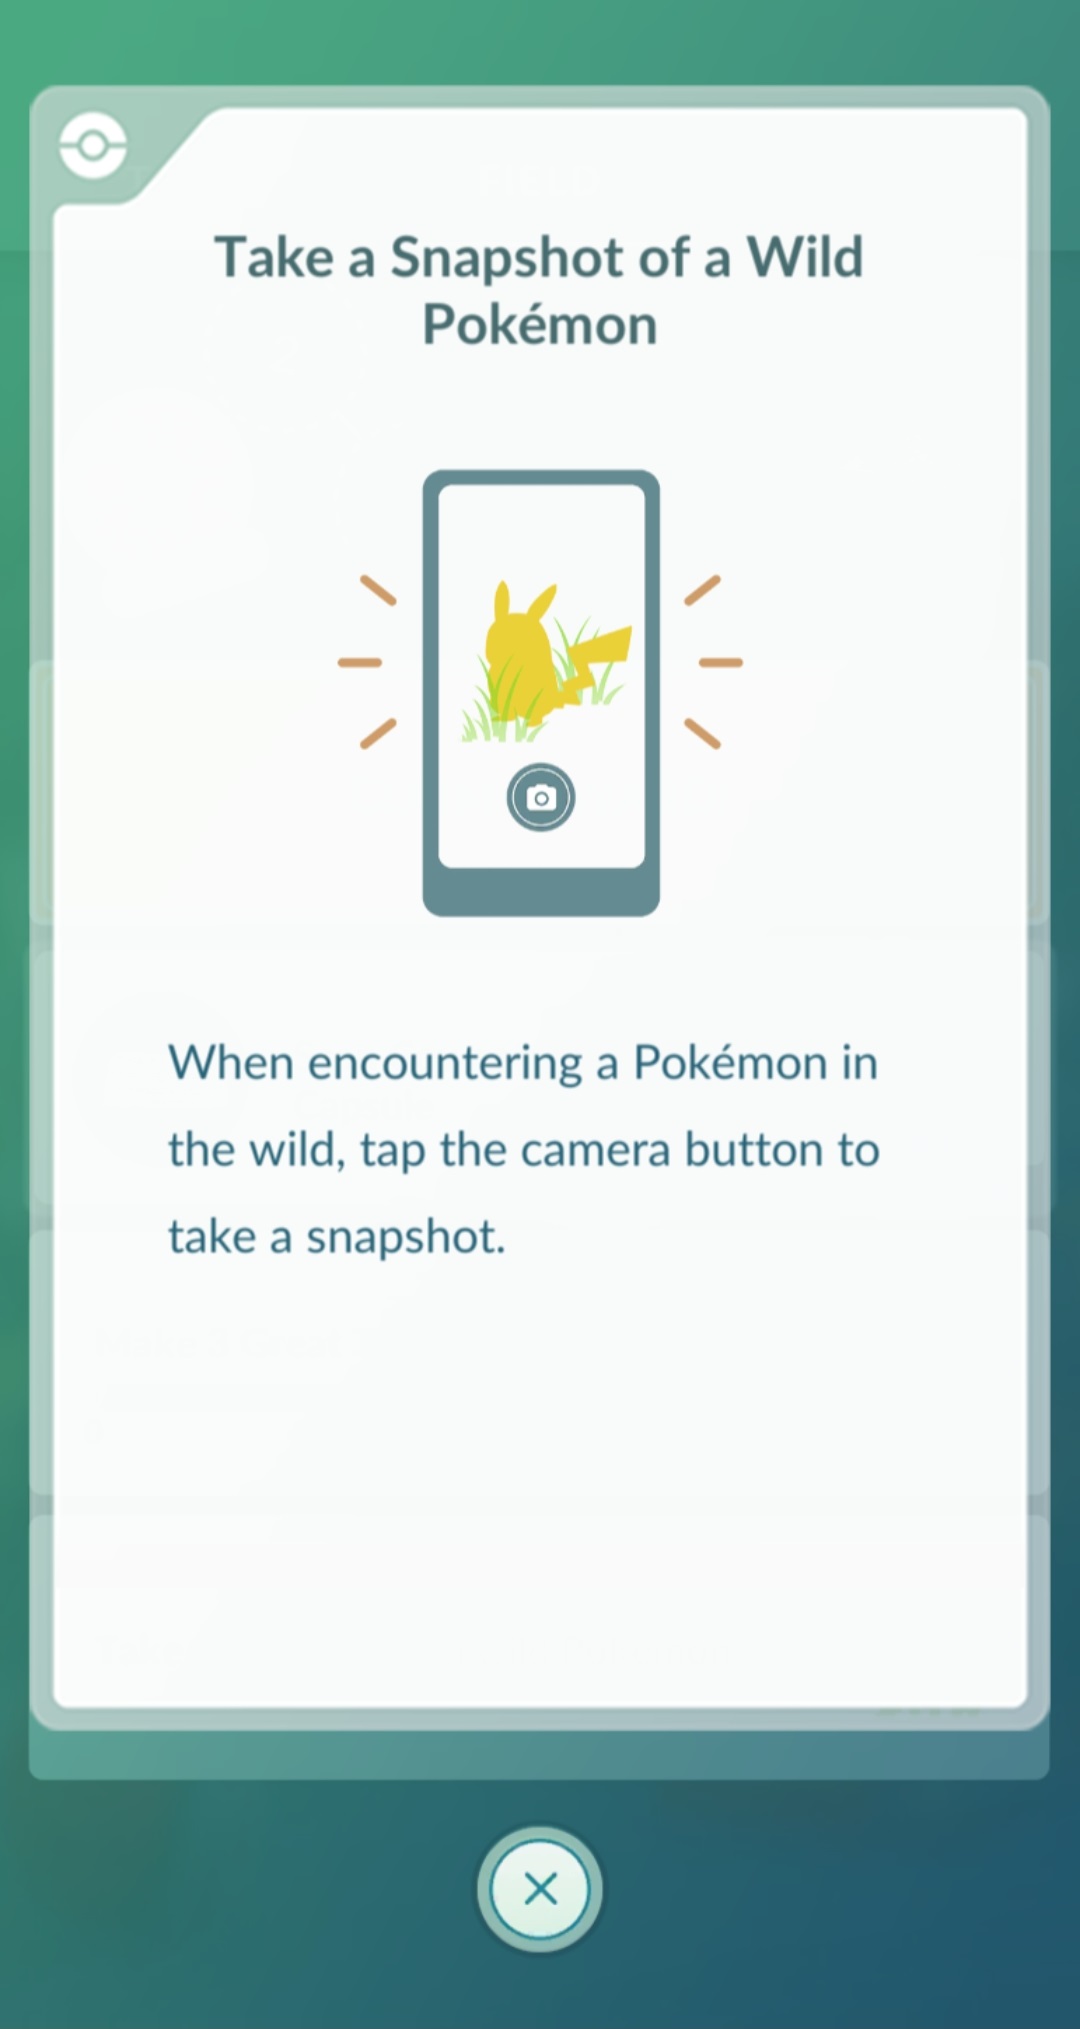 Take a Snapshot of a Wild
Pokémon
When encountering a Pokémon in
the wild, tap the camera button to
take a snapshot.